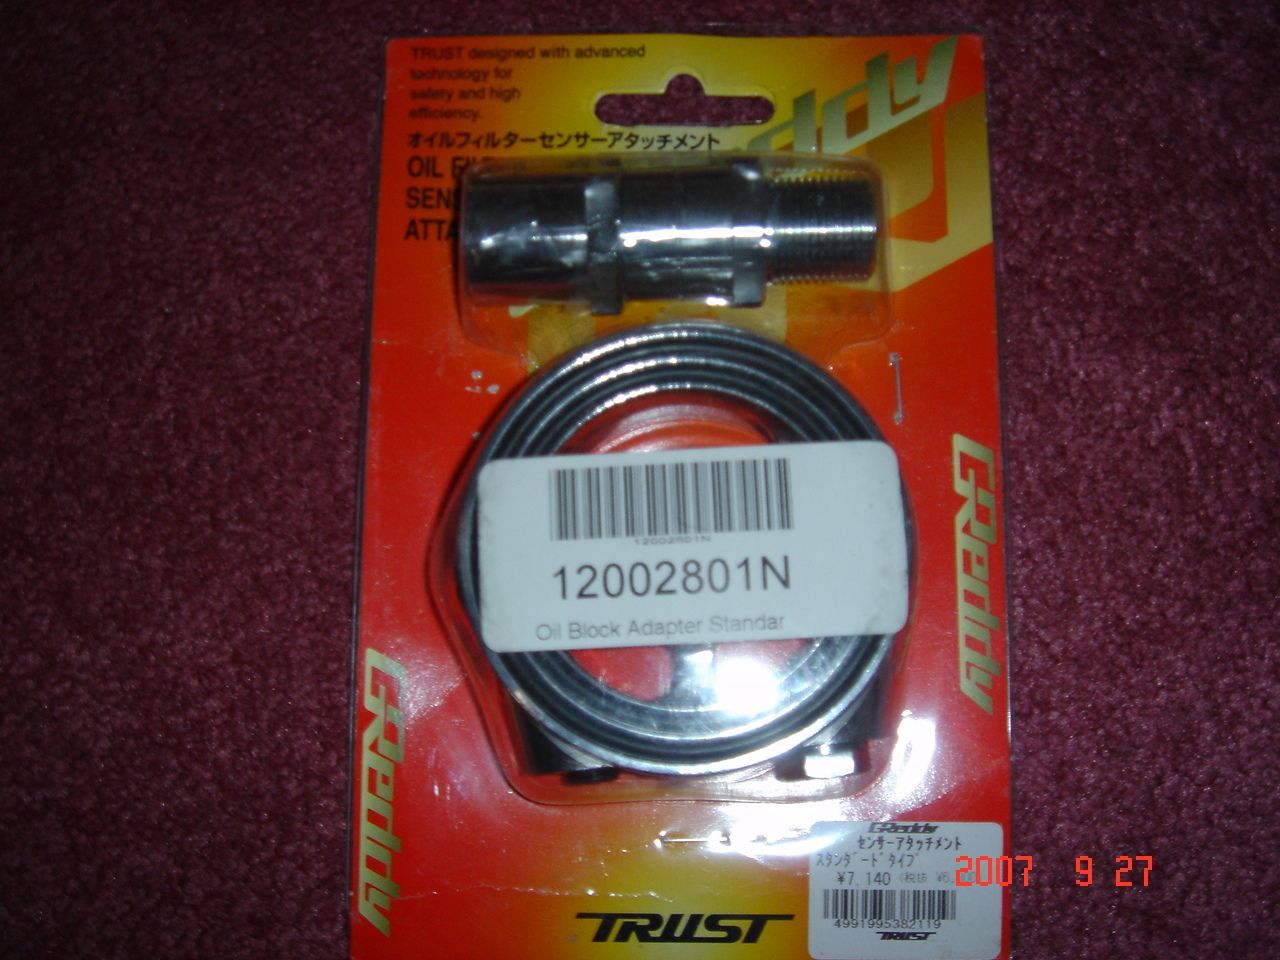 TRUST designed with advanced
technology for
safety and high
efficiency.
オイルフィルターセンサーアタッチメント
OIL
12002801N
12002801N
Oil Block Adapter Standar
GReddy
GReddy
GReddy
センサーアタッチメント
スタンダードタイプ
¥7,140 (税抜
2007 9 27
4991995382119
TRUST
TRUST